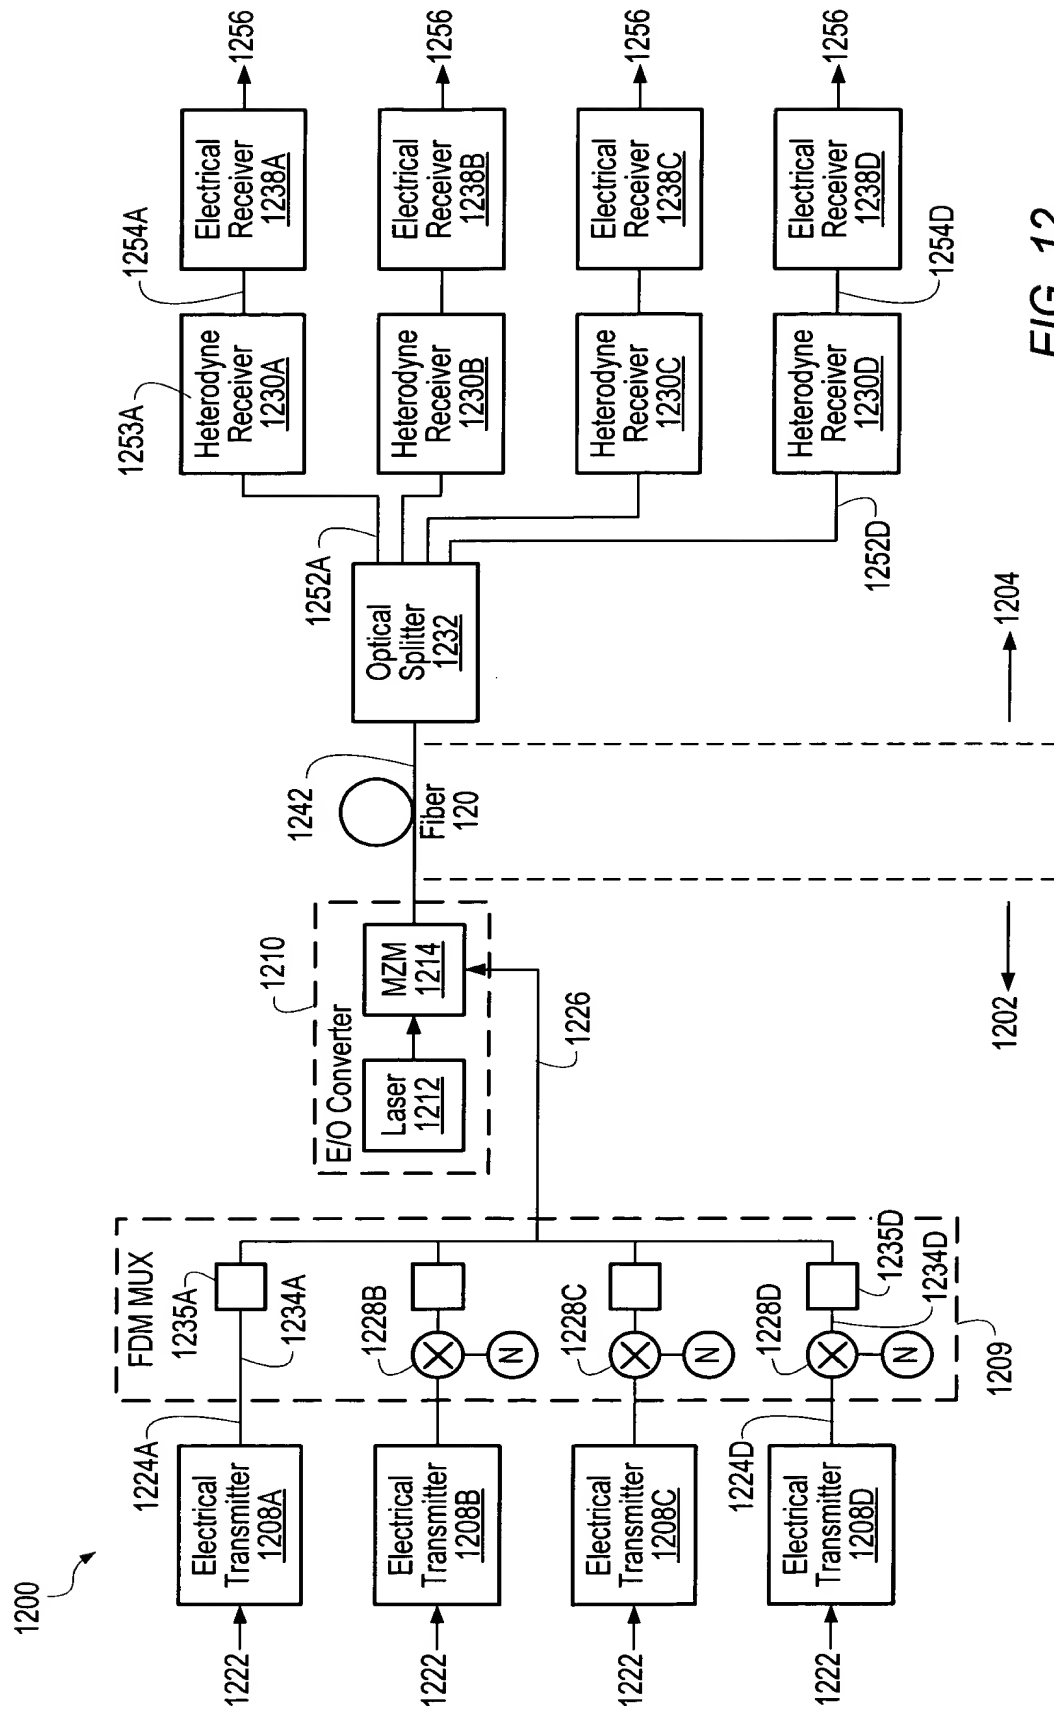 1200
1222
Electrical
Transmitter
1208A
1224A
FDM MUX
1235A
1234A
1222
Electrical
Transmitter
1208B
1228B
N
1222
Electrical
Transmitter
1208C
1228C
N
1222
Electrical
Transmitter
1208D
1224D
1228D
N
1235D
1234D
1209
1210
E/O Converter
Laser
1212
MZM
1214
1226
1242
Fiber
120
1202
1204
Optical
Splitter
1232
1252A
1252D
1253A
Heterodyne
Receiver
1230A
1254A
Electrical
Receiver
1238A
1256
Heterodyne
Receiver
1230B
Electrical
Receiver
1238B
1256
Heterodyne
Receiver
1230C
Electrical
Receiver
1238C
1256
Heterodyne
Receiver
1230D
1254D
Electrical
Receiver
1238D
1256
FIG. 12